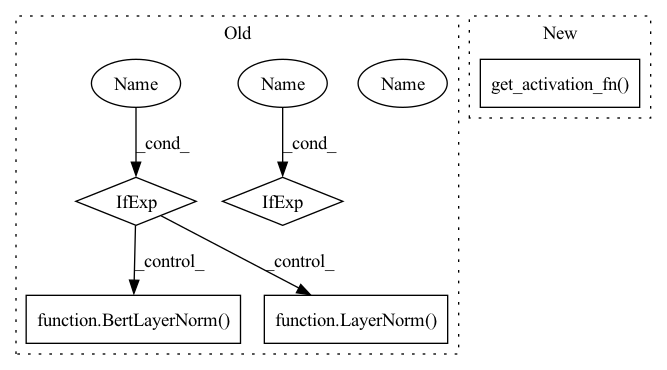 Old
New
Name
Name
Name
get_activation_fn()
_cond_
_cond_
IfExp
IfExp
_control_
_control_
function.BertLayerNorm()
function.LayerNorm()